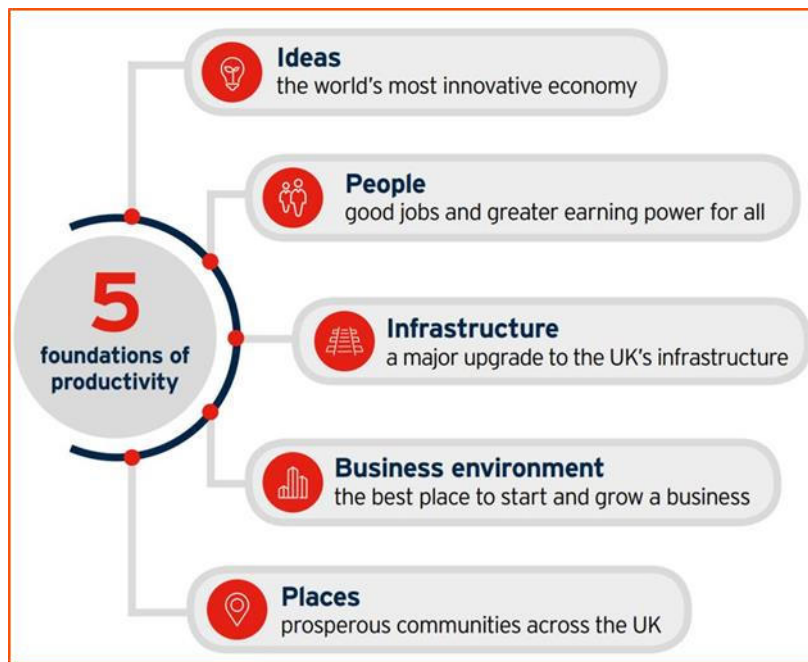 Ideas
the world's most innovative economy
People
good jobs and greater earning power for all
5
foundations of
productivity
Infrastructure
a major upgrade to the UK's infrastructure
Business environment
the best place to start and grow a business
Places
prosperous communities across the UK